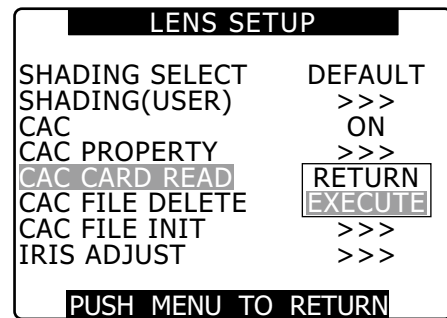 LENS SETUP
SHADING SELECT DEFAULT
SHADING(USER) >>>
CAC ON
CAC PROPERTY >>>
CAC CARD READ RETURN
CAC FILE DELETE EXECUTE
CAC FILE INIT >>>
IRIS ADJUST >>>
PUSH MENU TO RETURN